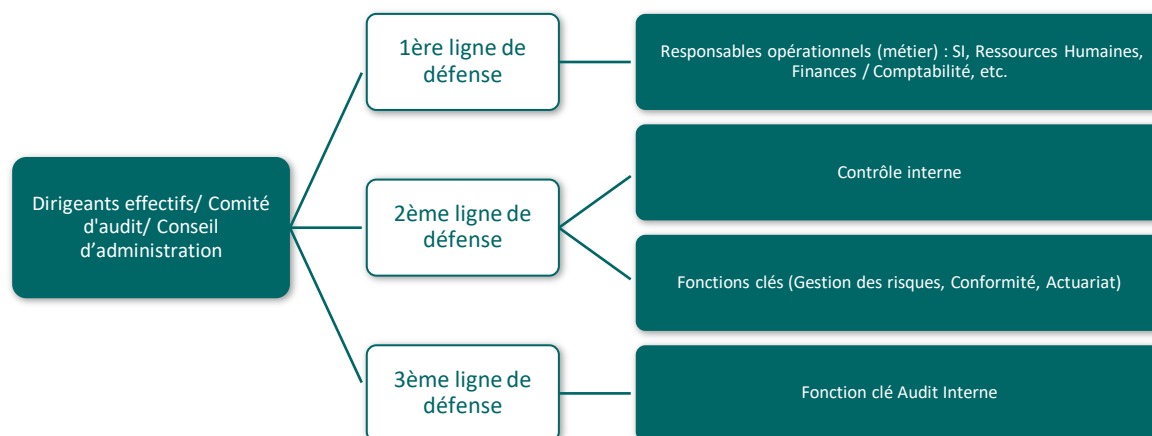 Dirigeants effectifs/ Comité
d'audit/ Conseil
d’administration
1ère ligne de
défense
Responsables opérationnels (métier) : SI, Ressources Humaines,
Finances / Comptabilité, etc.
2ème ligne de
défense
Contrôle interne
Fonctions clés (Gestion des risques, Conformité, Actuariat)
3ème ligne de
défense
Fonction clé Audit Interne